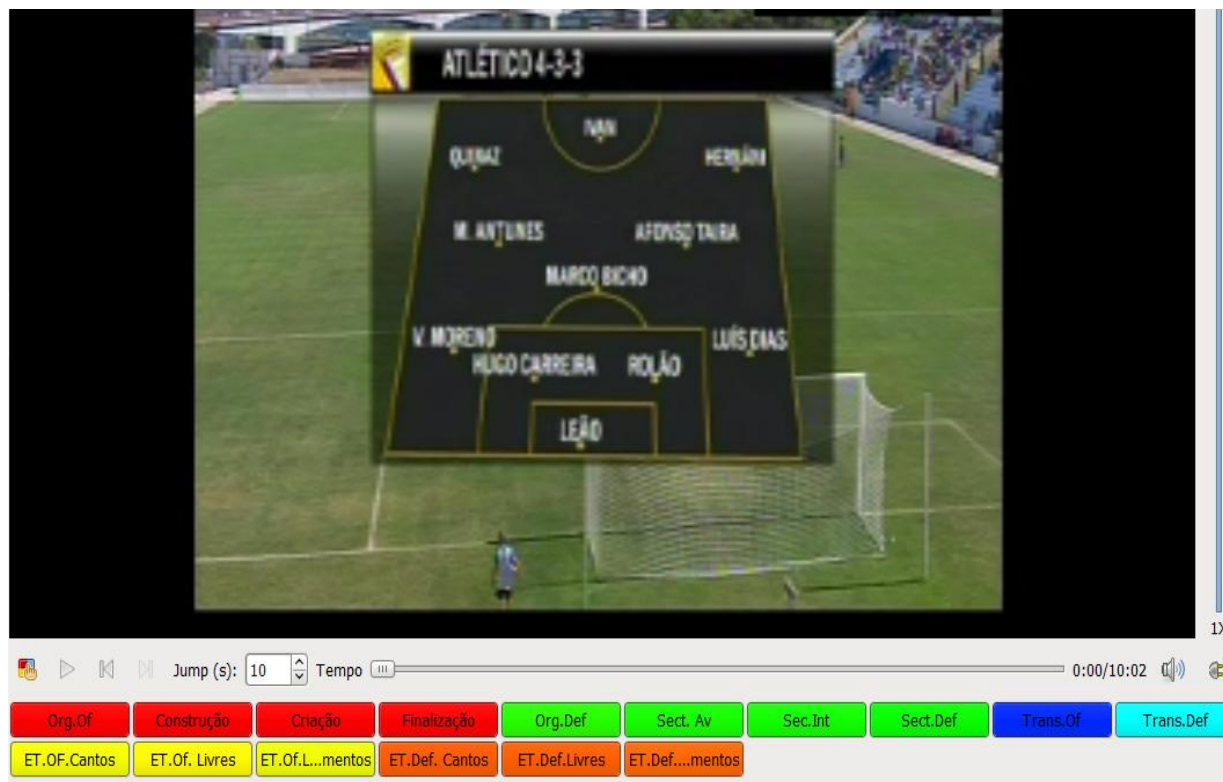 ATLÉTICO 4-3-3
IVAN
QUINAZ HERNÂNI
M. ANTUNES AFONSO TAIRA
MARCO BICHO
V. MORENO LUÍS DIAS
HUGO CARREIRA ROLÃO
LEÃO
1X
Jump (s): 10 Tempo 0:00/10:02
Org.Of Construção Criação Finalização Org.Def Sect. Av Sec.Int Sect.Def Trans.Of Trans.Def
ET.OF.Cantos ET.Of. Livres ET.Of.L...mentos ET.Def. Cantos ET.Def.Livres ET.Def....mentos